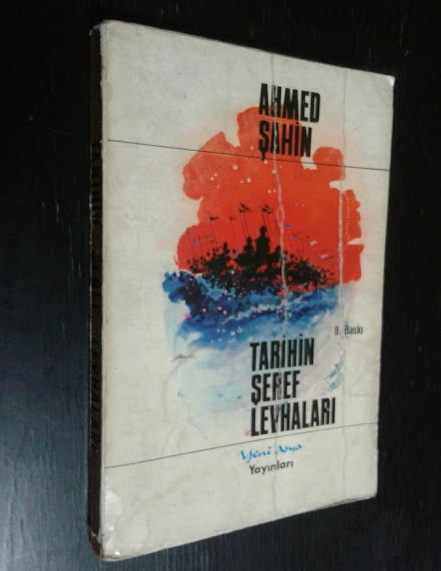 AHMED
ŞAHİN
8. Baskı
TARİHİN
ŞEREF
LEVHALARI
Yeni Asya
Yayınları